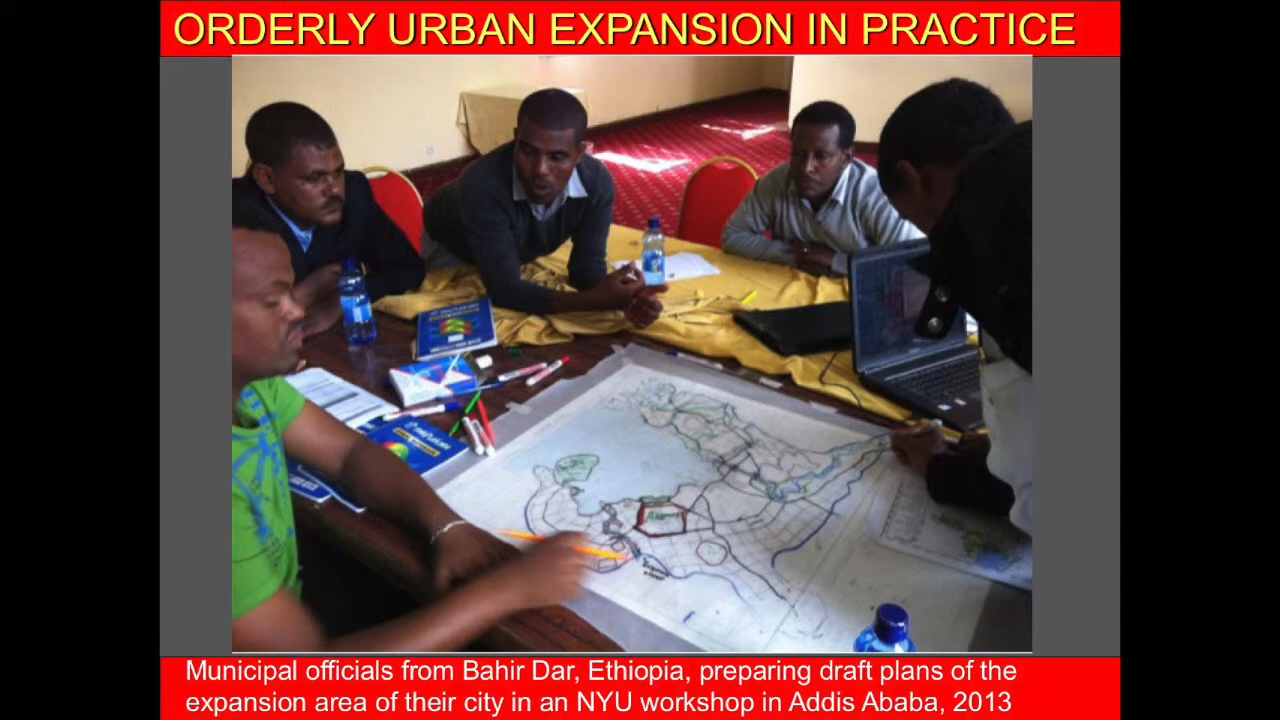 ORDERLY URBAN EXPANSION IN PRACTICE
Municipal officials from Bahir Dar, Ethiopia, preparing draft plans of the
expansion area of their city in an NYU workshop in Addis Ababa, 2013